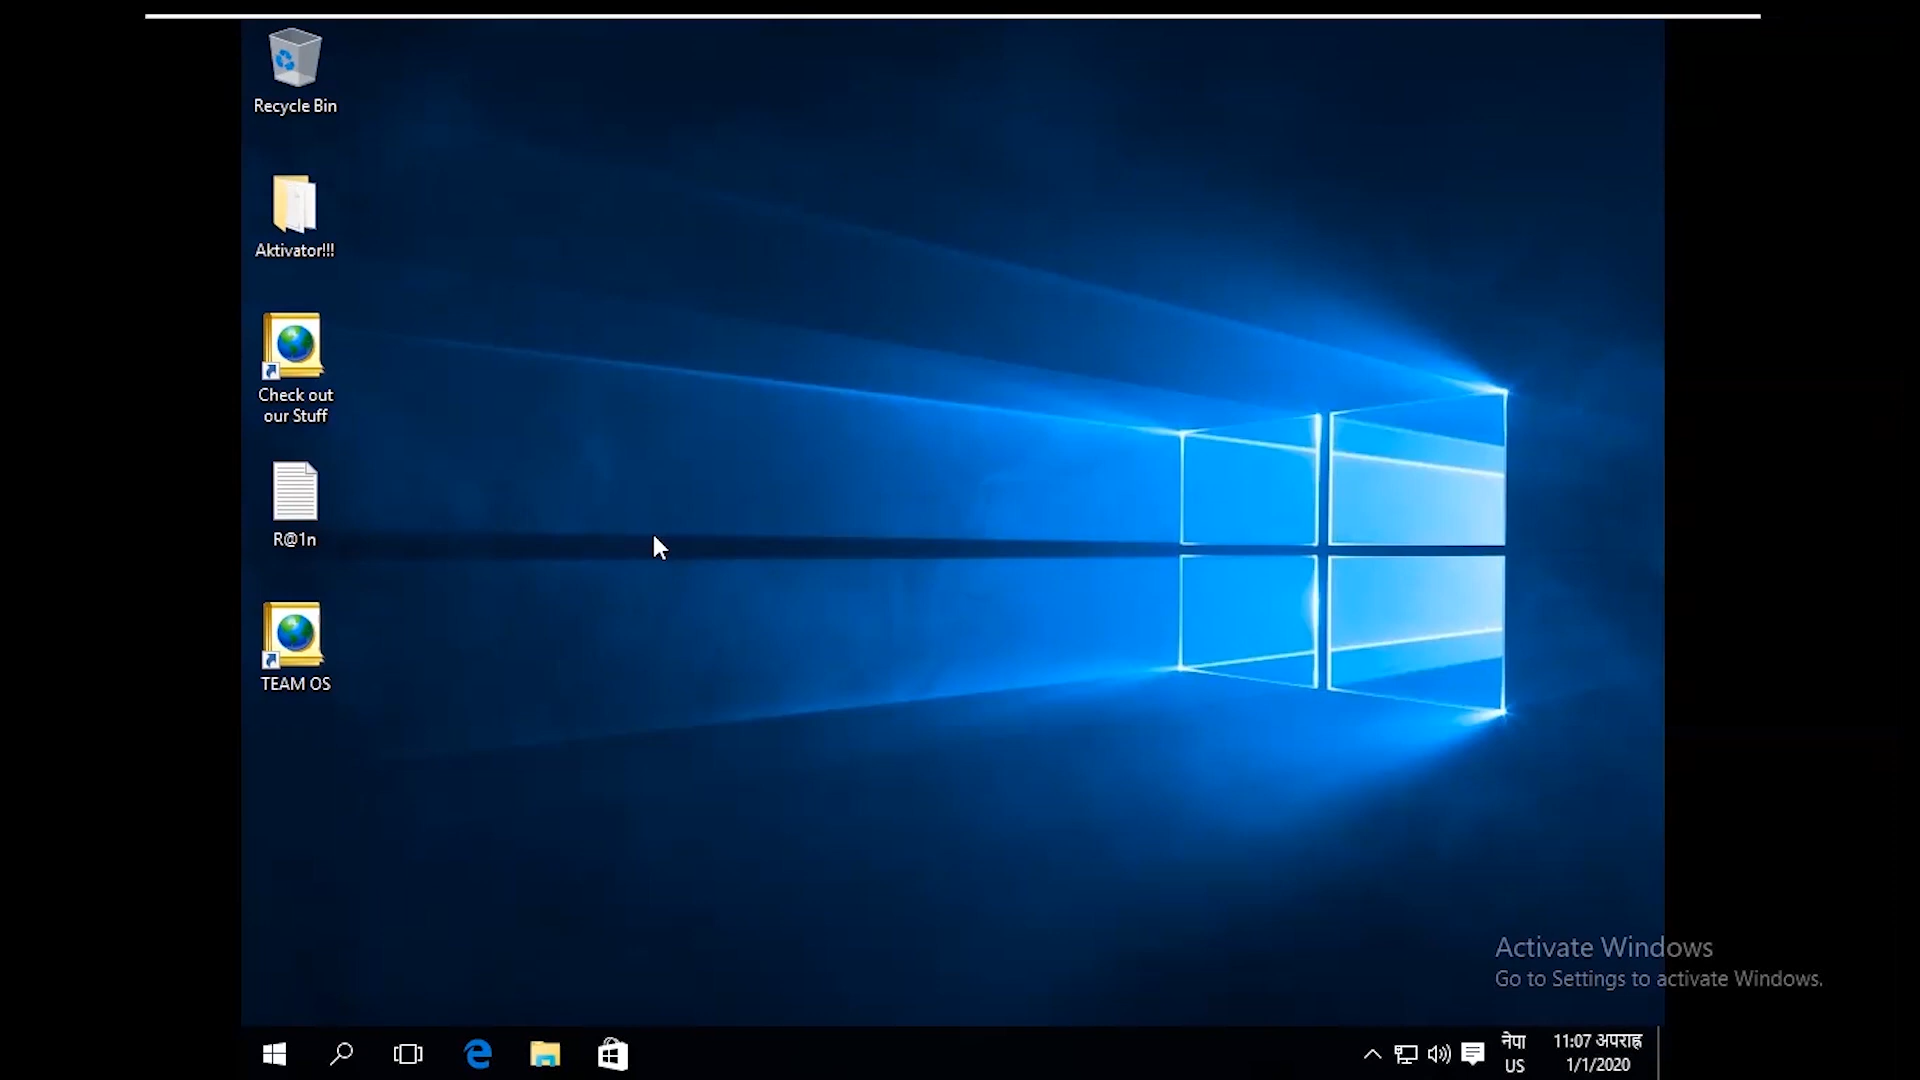 Recycle Bin
Aktivator!!!
Check out
our Stuff
R@1n
TEAM OS
Activate Windows
Go to Settings to activate Windows.
नेपा
US
11:07 अपराह्न
1/1/2020